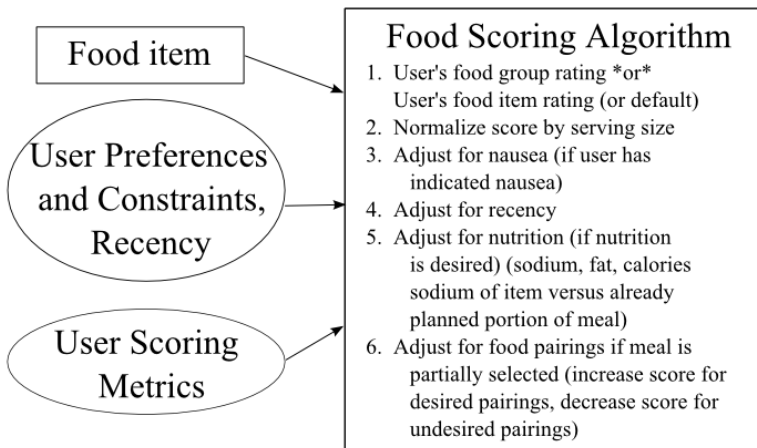 Food item
User Preferences
and Constraints,
Recency
User Scoring
Metrics
Food Scoring Algorithm
1. User's food group rating *or*
User's food item rating (or default)
2. Normalize score by serving size
3. Adjust for nausea (if user has
indicated nausea)
4. Adjust for recency
5. Adjust for nutrition (if nutrition
is desired) (sodium, fat, calories
sodium of item versus already
planned portion of meal)
6. Adjust for food pairings if meal is
partially selected (increase score for
desired pairings, decrease score for
undesired pairings)